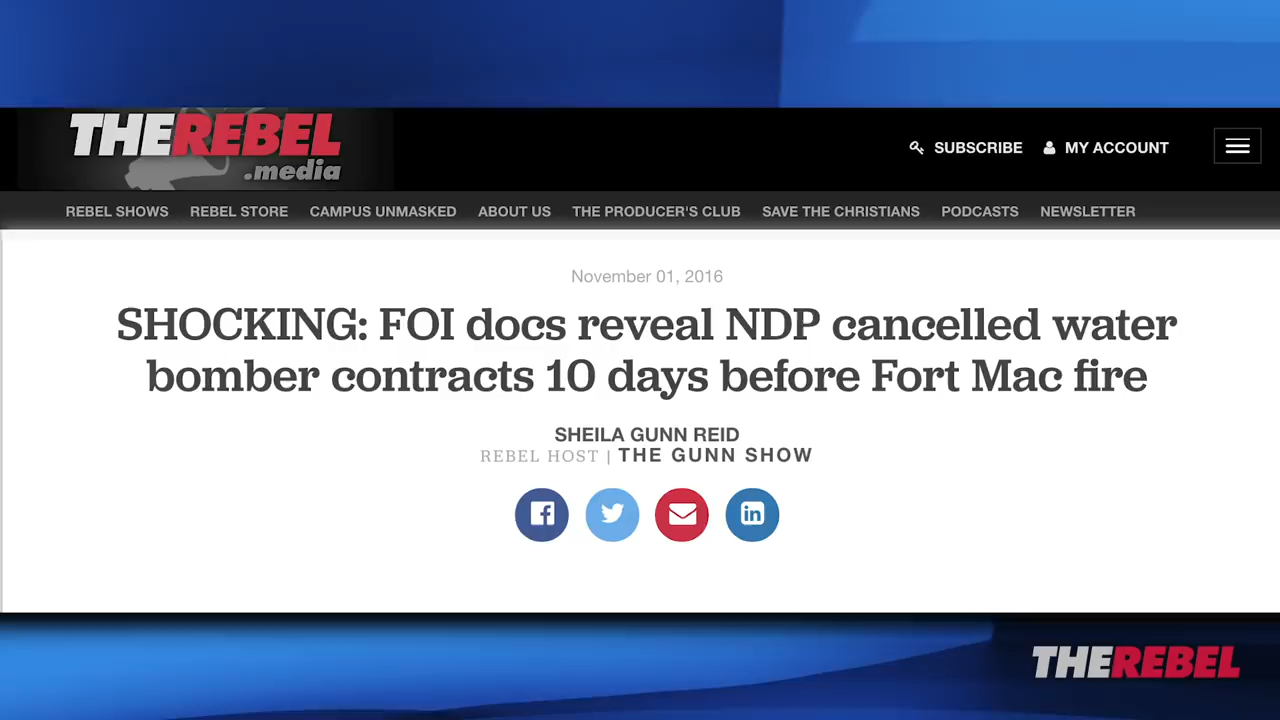 THEREBEL
.media
SUBSCRIBE MY ACCOUNT
REBEL SHOWS REBEL STORE CAMPUS UNMASKED ABOUT US THE PRODUCER'S CLUB SAVE THE CHRISTIANS PODCASTS NEWSLETTER
November 01, 2016
SHOCKING: FOI docs reveal NDP cancelled water
bomber contracts 10 days before Fort Mac fire
SHEILA GUNN REID
REBEL HOST | THE GUNN SHOW
THEREBEL